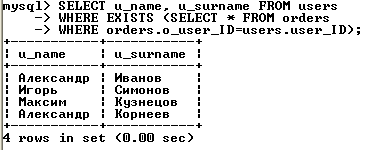 mysql> SELECT u_name, u_surname FROM users
    -> WHERE EXISTS (SELECT * FROM orders
    -> WHERE orders.o_user_ID=users.user_ID);
+-----------+-----------+
| u_name    | u_surname |
+-----------+-----------+
| Александр | Иванов    |
| Игорь     | Симонов   |
| Максим    | Кузнецов  |
| Александр | Корнеев   |
+-----------+-----------+
4 rows in set (0.00 sec)